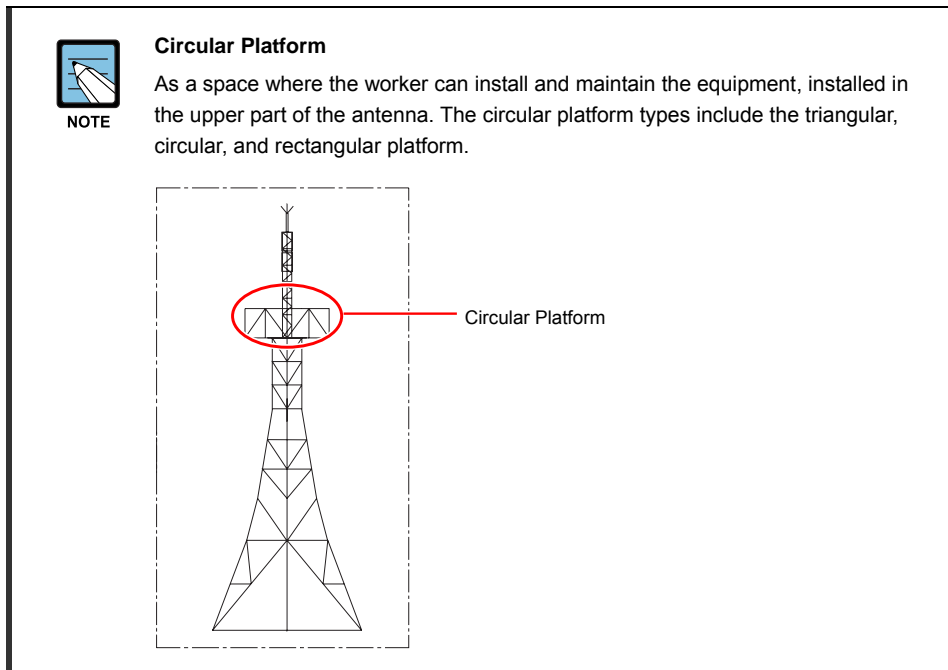 Circular Platform
As a space where the worker can install and maintain the equipment, installed in
the upper part of the antenna. The circular platform types include the triangular,
circular, and rectangular platform.
NOTE
Circular Platform